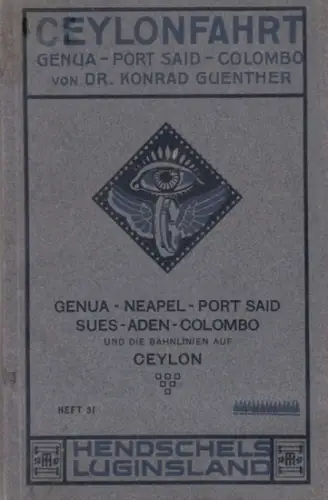 CEYLONFAHRT
GENUA - PORT SAID - COLOMBO
VON DR. KONRAD GUENTHER
GENUA - NEAPEL - PORT SAID
SUES - ADEN - COLOMBO
UND DIE BAHNLINIEN AUF
CEYLON
HEFT 31
HENDSCHELS
LUGINSLAND